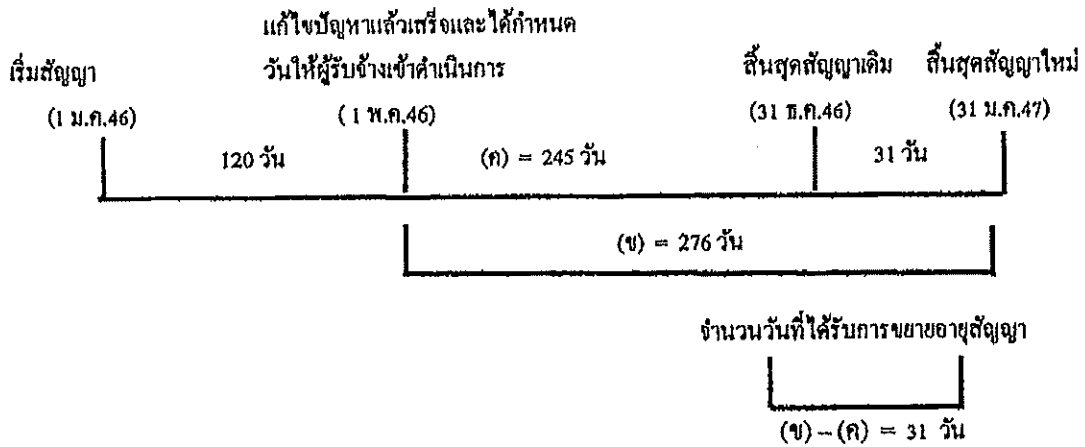 แก้ไขปัญหาแล้วเสร็จและได้กำหนด
เริ่มสัญญา วันให้ผู้รับจ้างเข้าดำเนินการ สิ้นสุดสัญญาเดิม สิ้นสุดสัญญาใหม่
(1 ม.ค.46) (1 พ.ค.46) (31 ธ.ค.46) (31 ม.ค.47)
120 วัน (ค) = 245 วัน 31 วัน
(ข) = 276 วัน
จำนวนวันที่ได้รับการขยายอายุสัญญา
(ข) – (ค) = 31 วัน